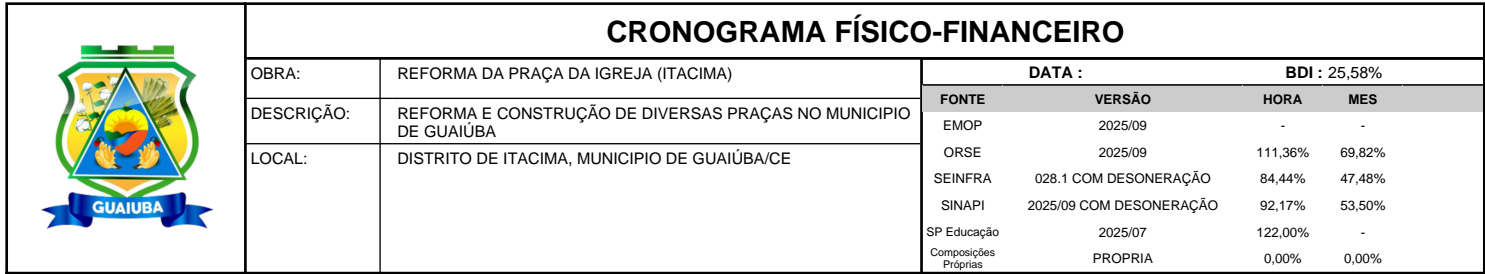 CRONOGRAMA FÍSICO-FINANCEIRO
GUAIUBA
OBRA: REFORMA DA PRAÇA DA IGREJA (ITACIMA)
DESCRIÇÃO: REFORMA E CONSTRUÇÃO DE DIVERSAS PRAÇAS NO MUNICIPIO
DE GUAIÚBA
LOCAL: DISTRITO DE ITACIMA, MUNICIPIO DE GUAIÚBA/CE
DATA : BDI : 25,58%
FONTE VERSÃO HORA MES
EMOP 2025/09 - -
ORSE 2025/09 111,36% 69,82%
SEINFRA 028.1 COM DESONERAÇÃO 84,44% 47,48%
SINAPI 2025/09 COM DESONERAÇÃO 92,17% 53,50%
SP Educação 2025/07 122,00% -
Composições
Próprias PROPRIA 0,00% 0,00%